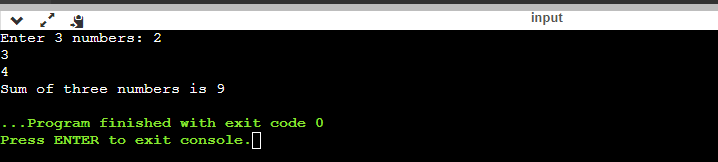 input
Enter 3 numbers: 2
3
4
Sum of three numbers is 9
...Program finished with exit code 0
Press ENTER to exit console.